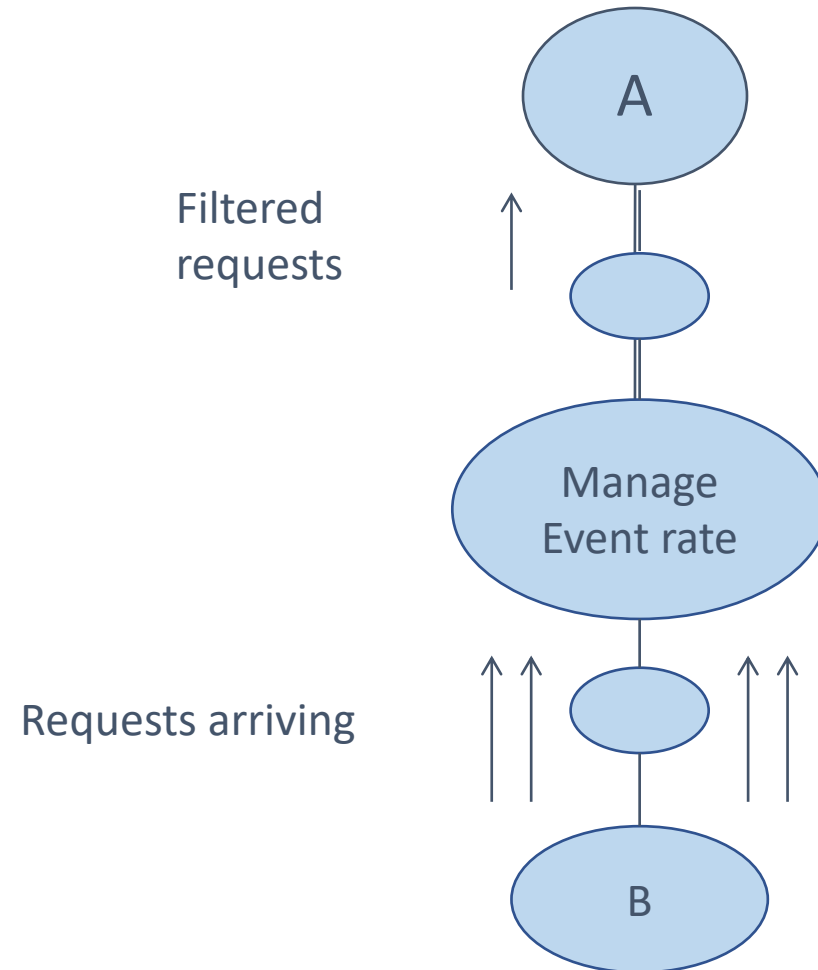 A
Filtered
requests
Manage
Event rate
Requests arriving
B